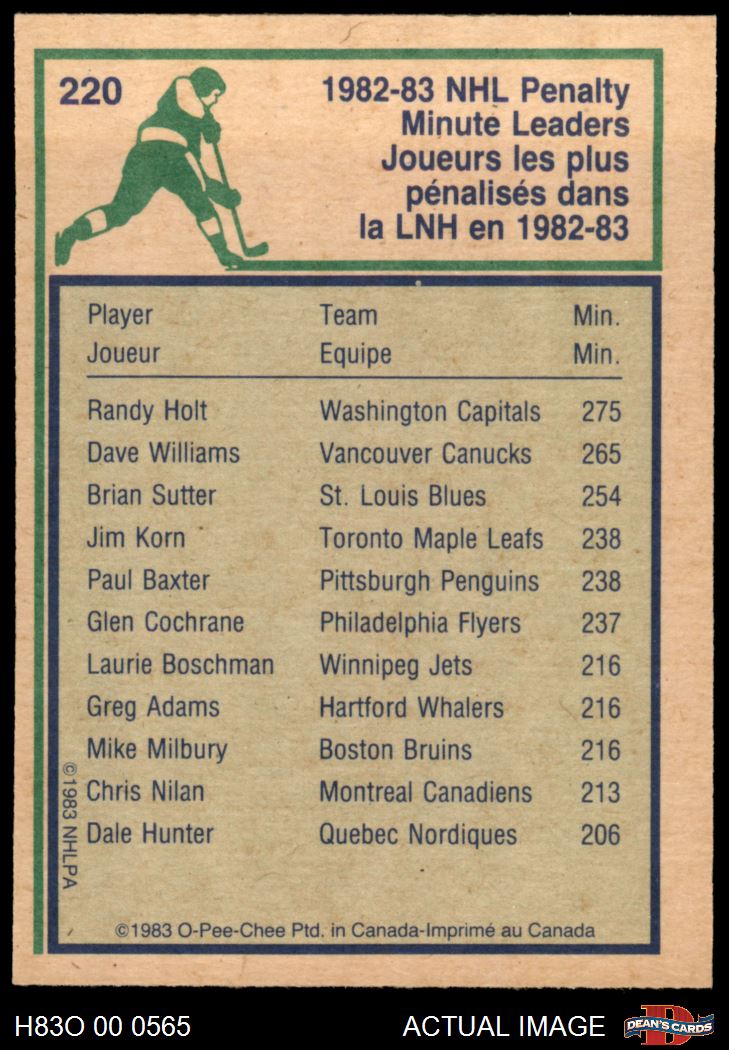 220
1982-83 NHL Penalty
Minute Leaders
Joueurs les plus
pénalisés dans
la LNH en 1982-83
Player Team Min.
Joueur Equipe Min.
Randy Holt Washington Capitals 275
Dave Williams Vancouver Canucks 265
Brian Sutter St. Louis Blues 254
Jim Korn Toronto Maple Leafs 238
Paul Baxter Pittsburgh Penguins 238
Glen Cochrane Philadelphia Flyers 237
Laurie Boschman Winnipeg Jets 216
Greg Adams Hartford Whalers 216
Mike Milbury Boston Bruins 216
Chris Nilan Montreal Canadiens 213
Dale Hunter Quebec Nordiques 206
©1983 NHLPA
©1983 O-Pee-Chee Ptd. in Canada-Imprimé au Canada
H83O 00 0565 ACTUAL IMAGE
D
DEAN'S CARDS